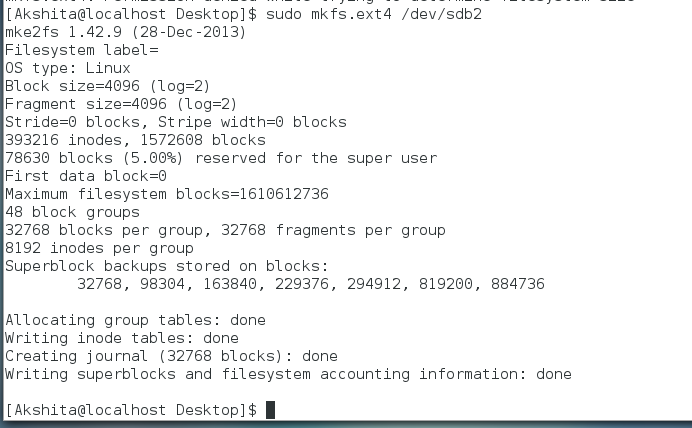 [Akshita@localhost Desktop]$ sudo mkfs.ext4 /dev/sdb2
mke2fs 1.42.9 (28-Dec-2013)
Filesystem label=
OS type: Linux
Block size=4096 (log=2)
Fragment size=4096 (log=2)
Stride=0 blocks, Stripe width=0 blocks
393216 inodes, 1572608 blocks
78630 blocks (5.00%) reserved for the super user
First data block=0
Maximum filesystem blocks=1610612736
48 block groups
32768 blocks per group, 32768 fragments per group
8192 inodes per group
Superblock backups stored on blocks:
32768, 98304, 163840, 229376, 294912, 819200, 884736
Allocating group tables: done
Writing inode tables: done
Creating journal (32768 blocks): done
Writing superblocks and filesystem accounting information: done
[Akshita@localhost Desktop]$